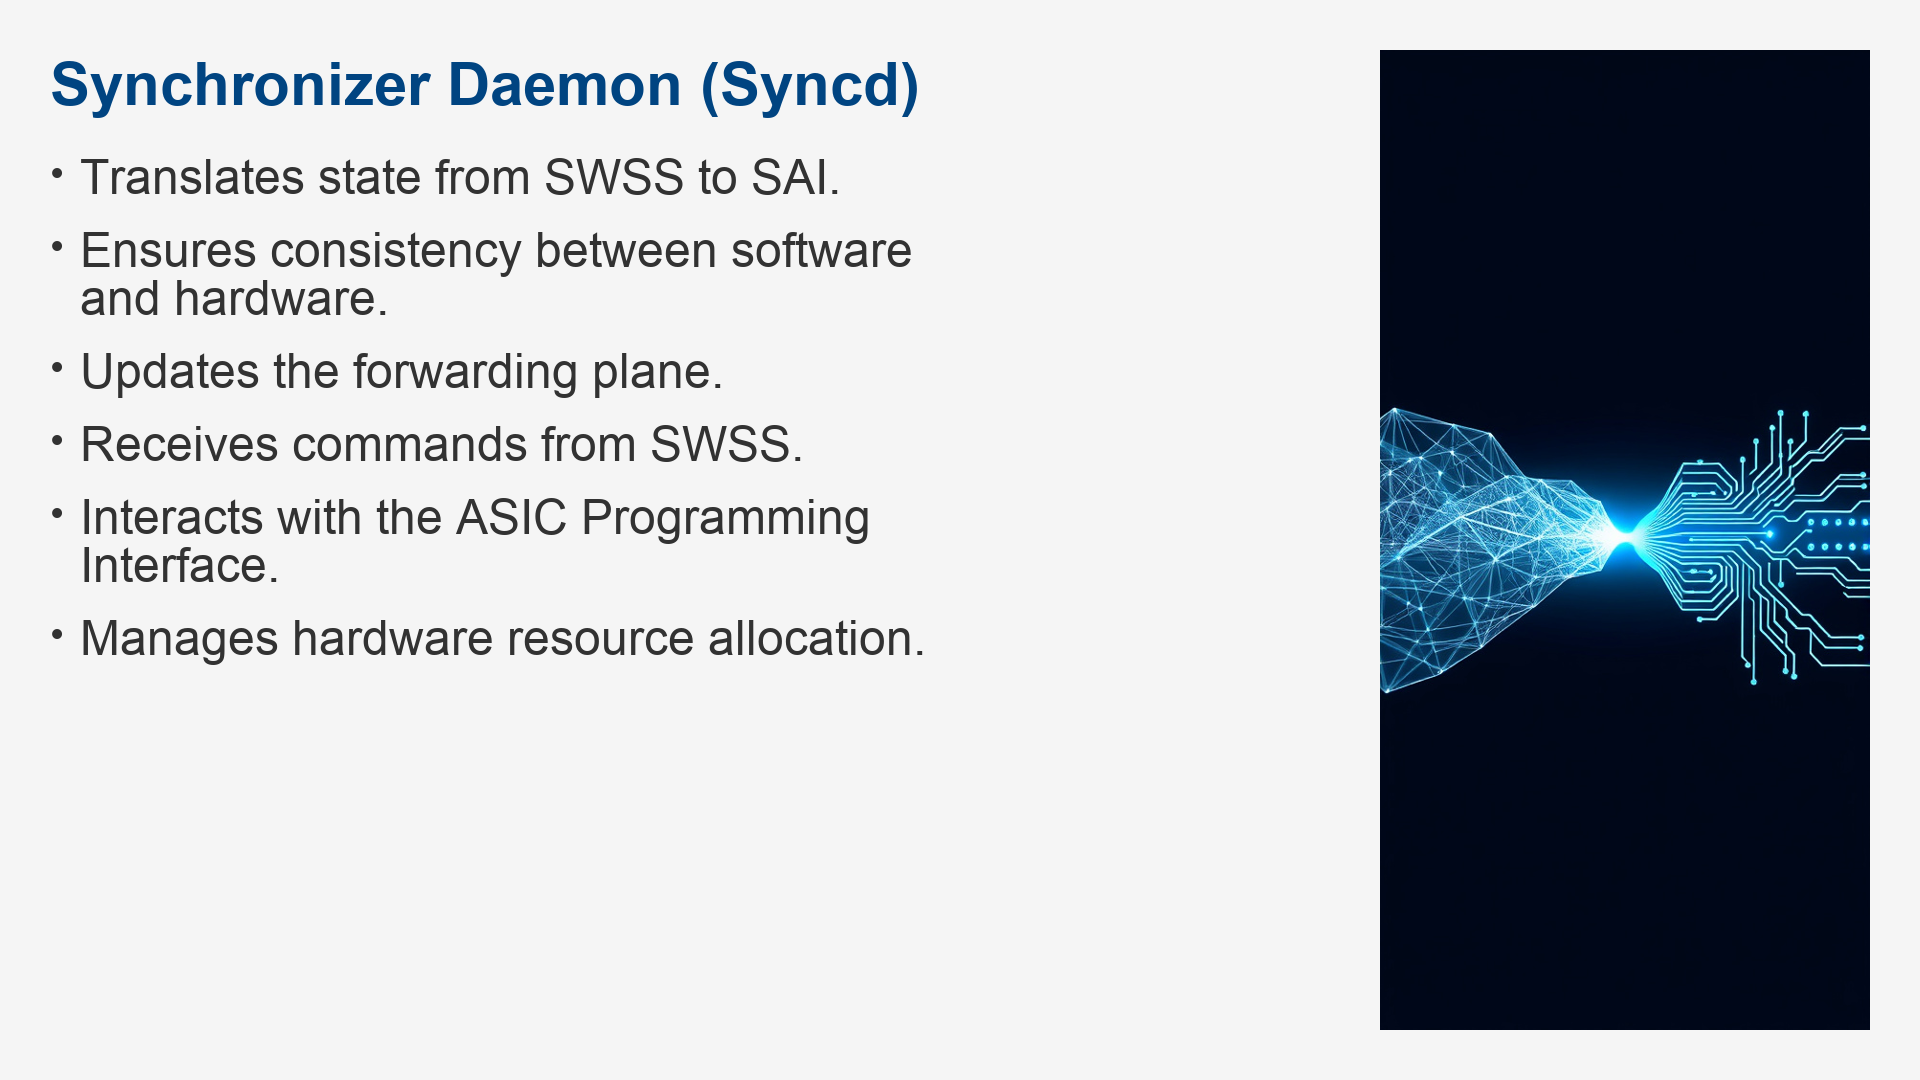 Synchronizer Daemon (Syncd)
• Translates state from SWSS to SAI.
• Ensures consistency between software
and hardware.
• Updates the forwarding plane.
• Receives commands from SWSS.
• Interacts with the ASIC Programming
Interface.
• Manages hardware resource allocation.